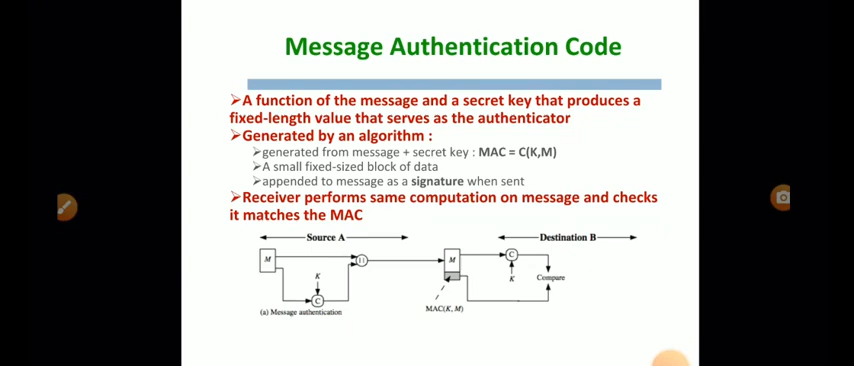 Message Authentication Code
➢A function of the message and a secret key that produces a
fixed-length value that serves as the authenticator
➢Generated by an algorithm :
➢generated from message + secret key : MAC = C(K,M)
➢A small fixed-sized block of data
➢appended to message as a signature when sent
➢Receiver performs same computation on message and checks
it matches the MAC
Source A
Destination B
M
||
M
C
K
K
Compare
C
(a) Message authentication
MAC(K, M)